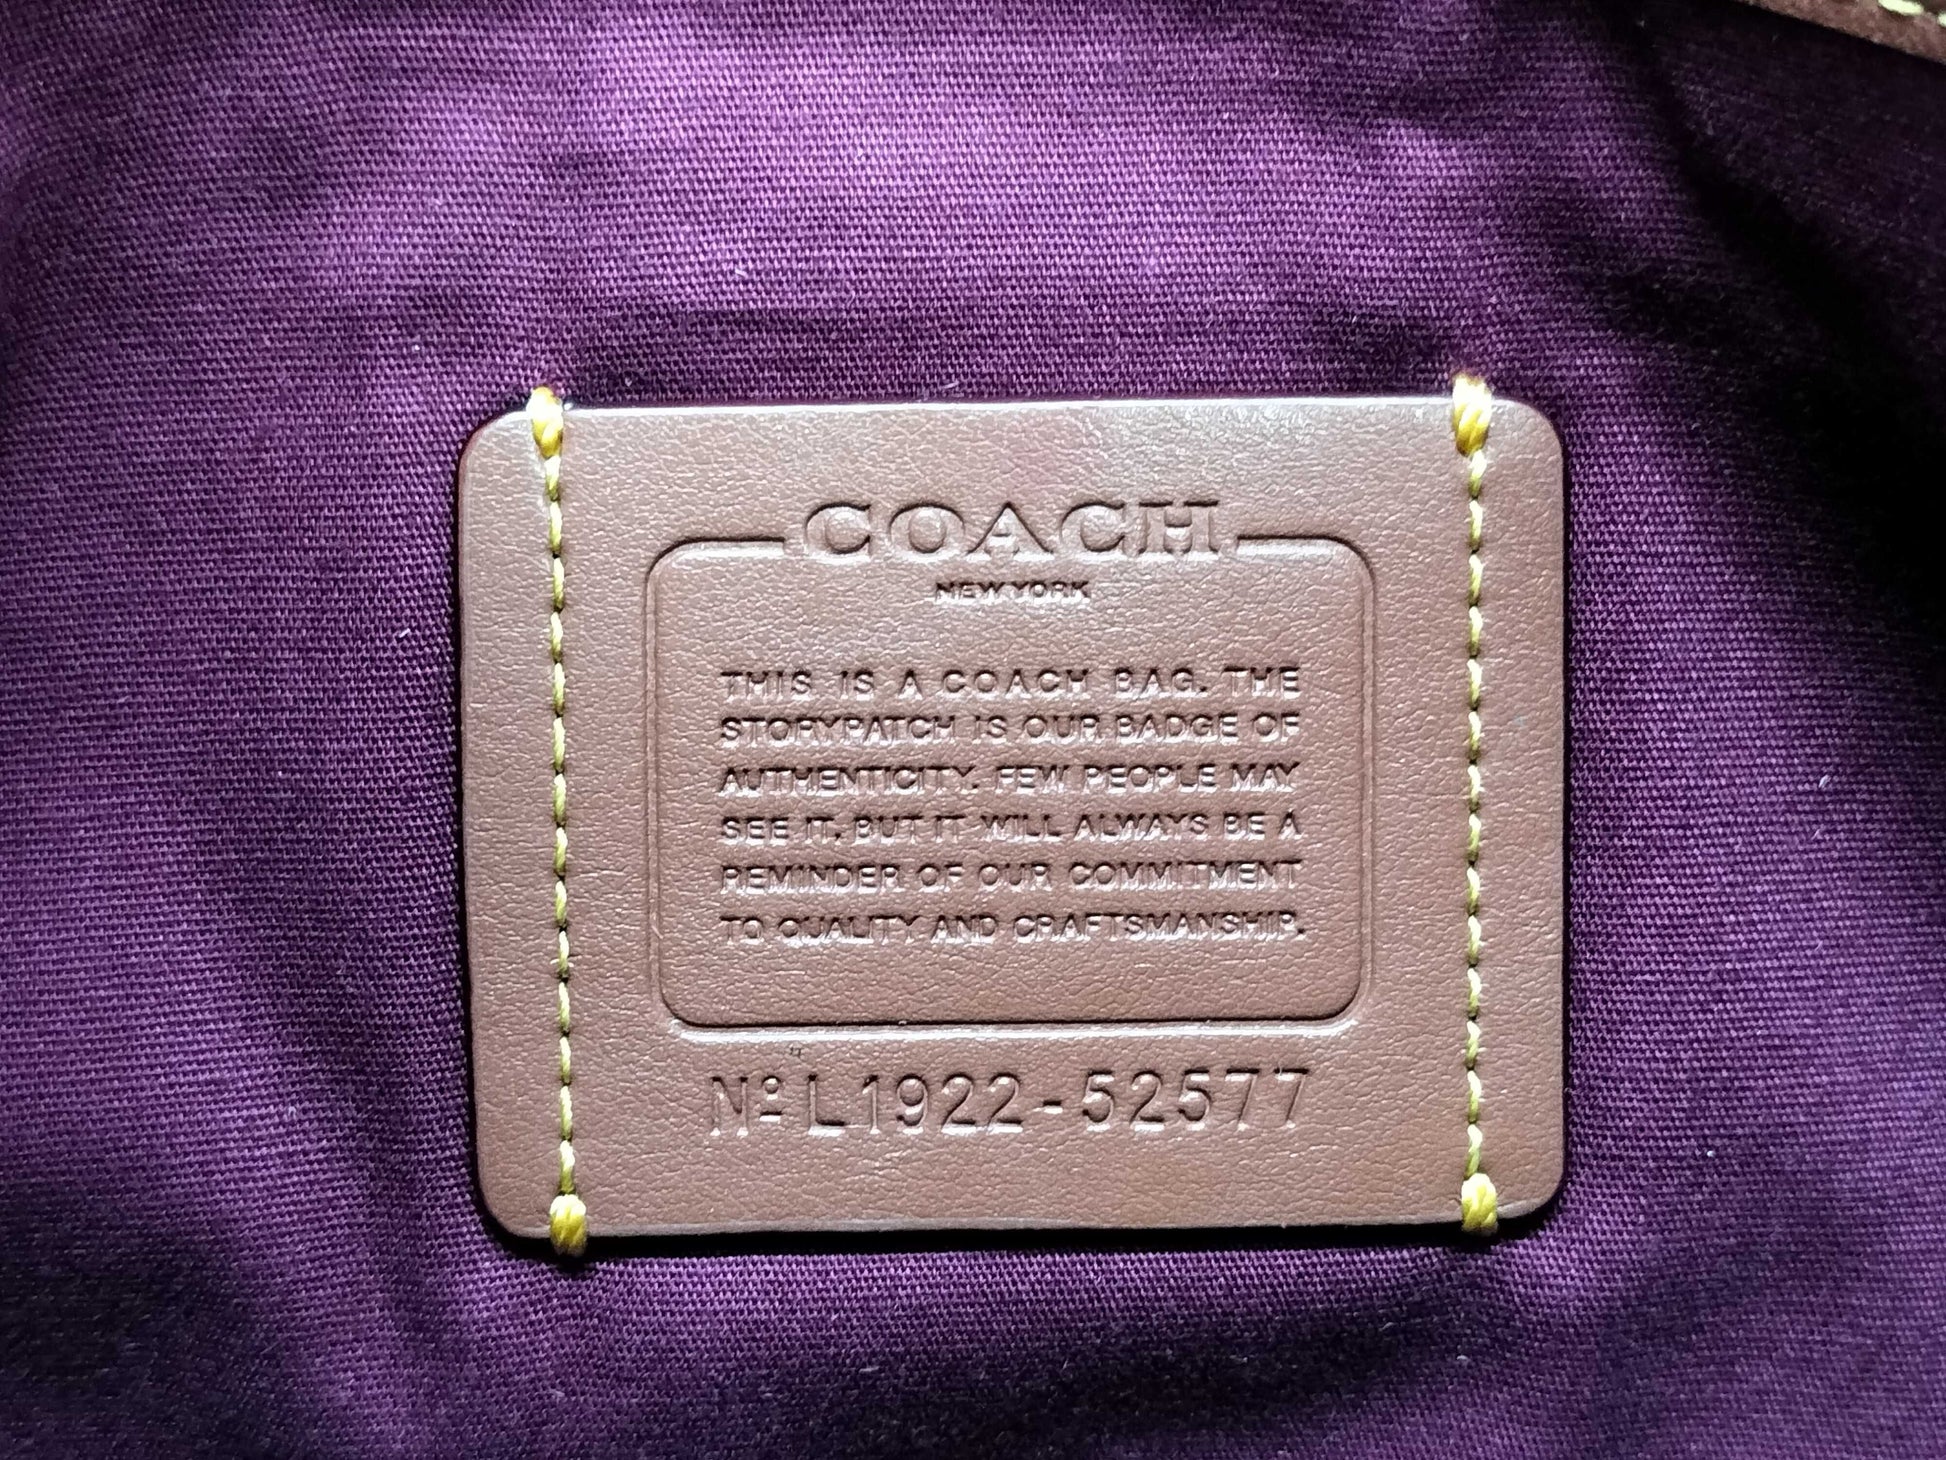 COACH
NEW YORK
THIS IS A COACH BAG. THE
STORYPATCH IS OUR BADGE OF
AUTHENTICITY. FEW PEOPLE MAY
SEE IT, BUT IT WILL ALWAYS BE A
REMINDER OF OUR COMMITMENT
TO QUALITY AND CRAFTSMANSHIP.
Nº L1922-52577